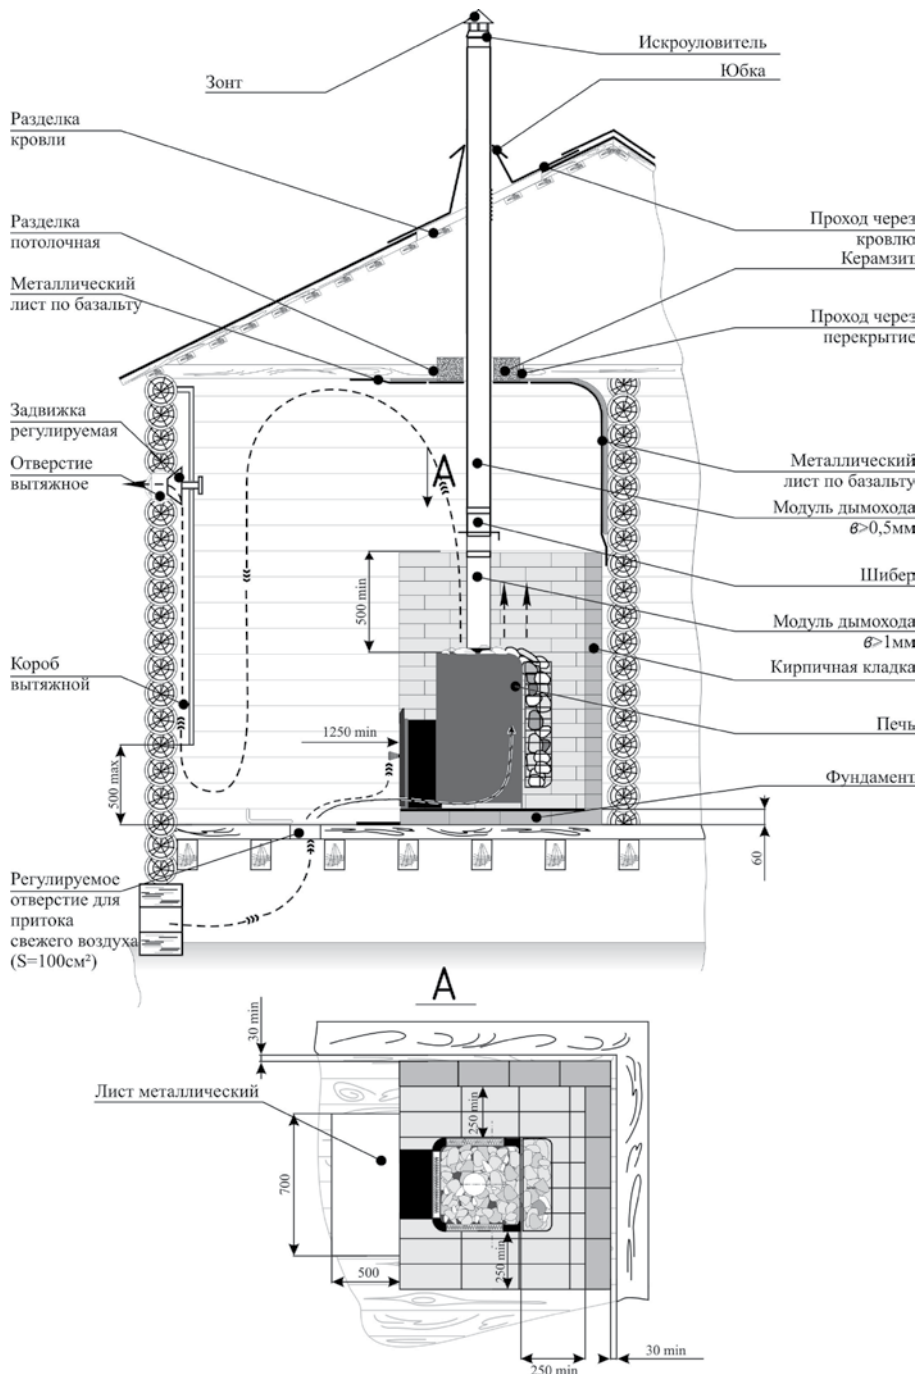 Зонт
Искроуловитель
Юбка
Разделка
кровли
Разделка
потолочная
Металлический
лист по базальту
Проход через
кровлю
Керамзит
Проход через
перекрытие
Задвижка
регулируемая
Отверстие
вытяжное
А
Металлический
лист по базальту
Модуль дымохода
в>0,5мм
Шибер
Модуль дымохода
в>1мм
Кирпичная кладка
Печь
Фундамент
500 min
Короб
вытяжной
1250 min
500 max
60
Регулируемое
отверстие для
притока
свежего воздуха
(S=100см²)
А
30 min
Лист металлический
250 min
700
500
250 min
250 min
30 min